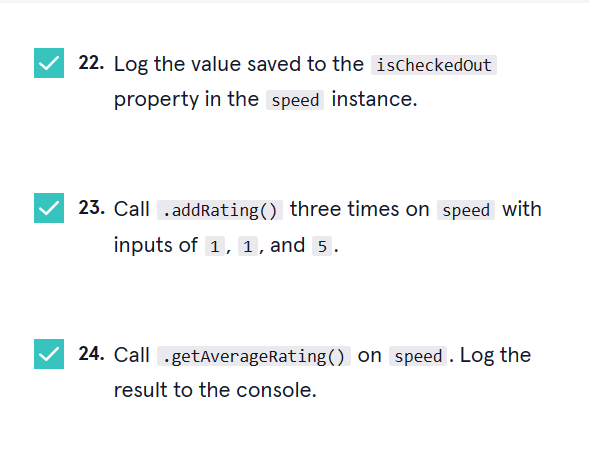 22. Log the value saved to the isCheckedOut
property in the speed instance.
23. Call .addRating() three times on speed with
inputs of 1, 1, and 5.
24. Call .getAverageRating() on speed. Log the
result to the console.